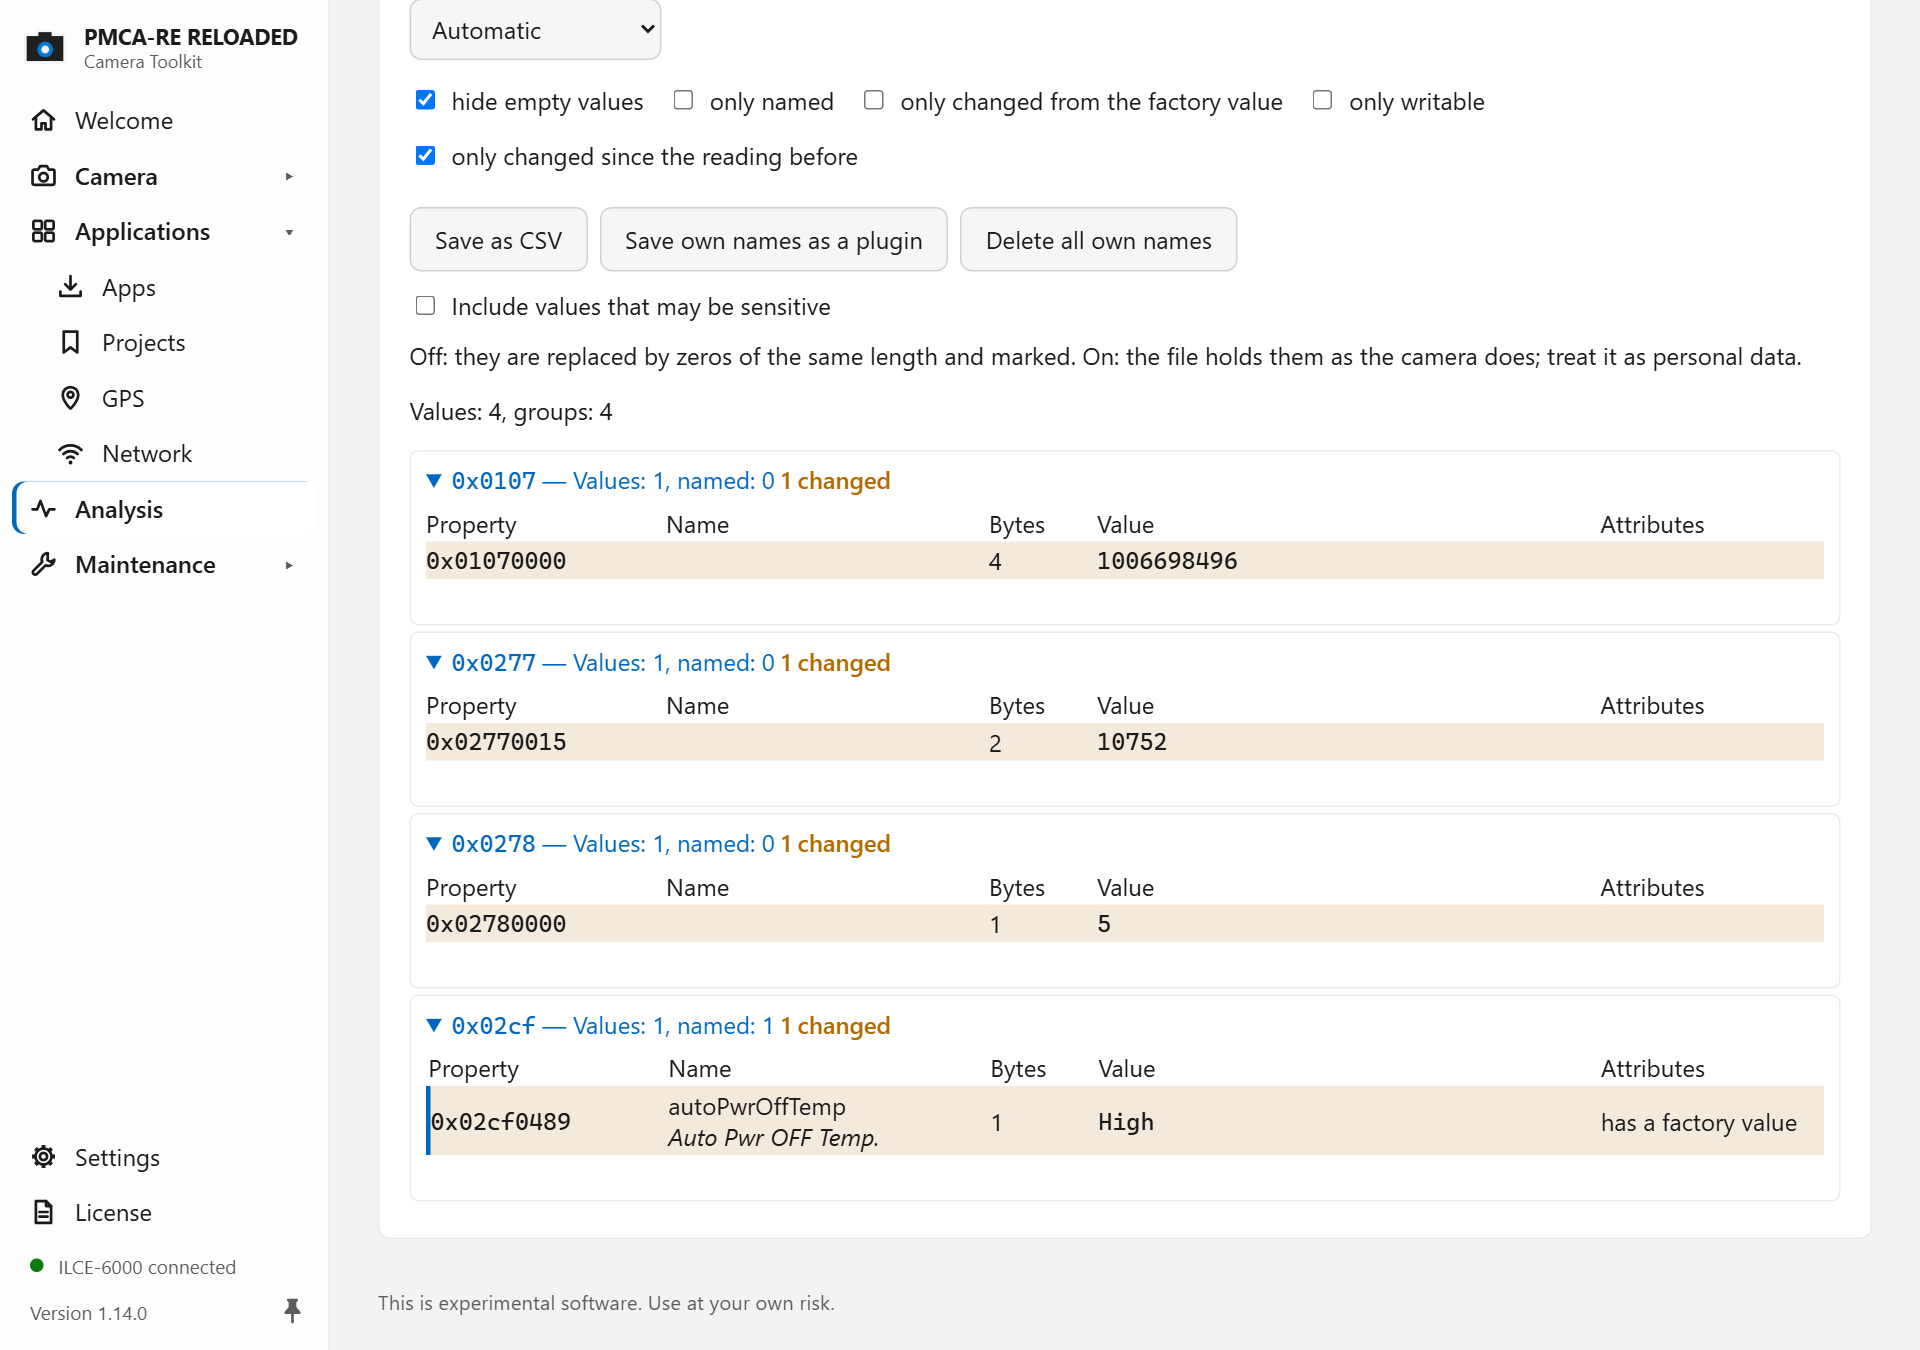 PMCA-RE RELOADED
Camera Toolkit
Welcome
Camera
Applications
Apps
Projects
GPS
Network
Analysis
Maintenance
Settings
License
ILCE-6000 connected
Version 1.14.0
Automatic
hide empty values only named only changed from the factory value only writable
only changed since the reading before
Save as CSV Save own names as a plugin Delete all own names
Include values that may be sensitive
Off: they are replaced by zeros of the same length and marked. On: the file holds them as the camera does; treat it as personal data.
Values: 4, groups: 4
0x0107 — Values: 1, named: 0 1 changed
Property Name Bytes Value Attributes
0x01070000 4 1006698496
0x0277 — Values: 1, named: 0 1 changed
Property Name Bytes Value Attributes
0x02770015 2 10752
0x0278 — Values: 1, named: 0 1 changed
Property Name Bytes Value Attributes
0x02780000 1 5
0x02cf — Values: 1, named: 1 1 changed
Property Name Bytes Value Attributes
0x02cf0489 autoPwrOffTemp 1 High has a factory value
Auto Pwr OFF Temp.
This is experimental software. Use at your own risk.